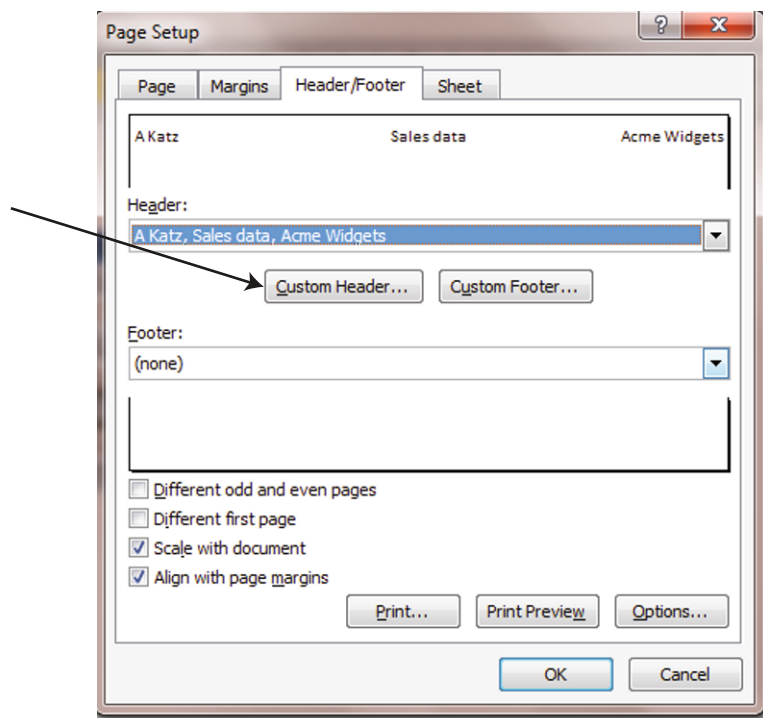 Page Setup
Page Margins Header/Footer Sheet
A Katz Sales data Acme Widgets
Header:
A Katz, Sales data, Acme Widgets
Custom Header... Custom Footer...
Footer:
(none)
Different odd and even pages
Different first page
Scale with document
Align with page margins
Print... Print Preview Options...
OK Cancel